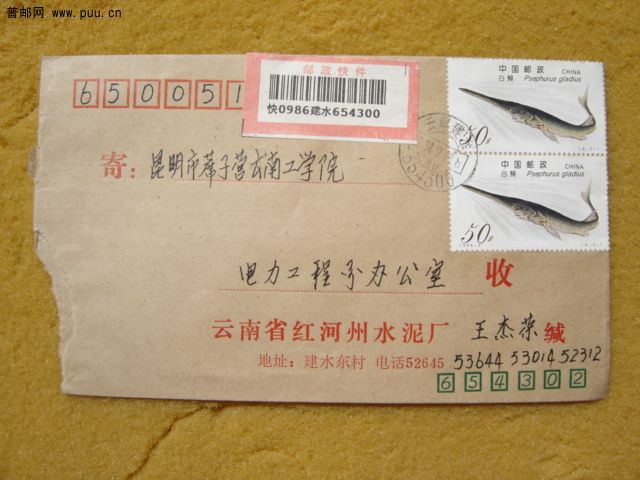 普邮网
www.puu.cn
650051
邮政快件
快0986建水654300
中国邮政 CHINA
白鲟 Psephurus gladius
50分
中国邮政 CHINA
白鲟 Psephurus gladius
50分
寄：昆明市席子营云南工学院
电力工程系办公室 收
云南省红河州水泥厂 王杰荣 缄
地址：建水东村 电话52645 53644 53014 52312
654302